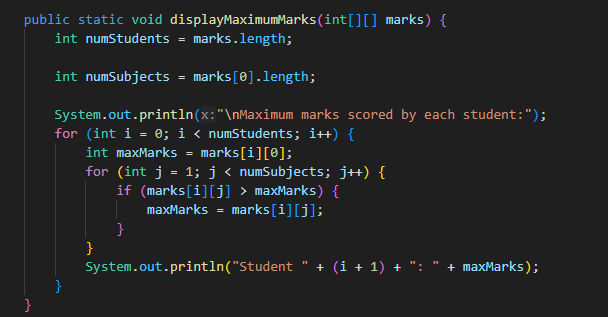 public static void displayMaximumMarks(int[][] marks) {
    int numStudents = marks.length;

    int numSubjects = marks[0].length;

    System.out.println(x:"\nMaximum marks scored by each student:");
    for (int i = 0; i < numStudents; i++) {
        int maxMarks = marks[i][0];
        for (int j = 1; j < numSubjects; j++) {
            if (marks[i][j] > maxMarks) {
                maxMarks = marks[i][j];
            }
        }
        System.out.println("Student " + (i + 1) + ": " + maxMarks);
    }
}